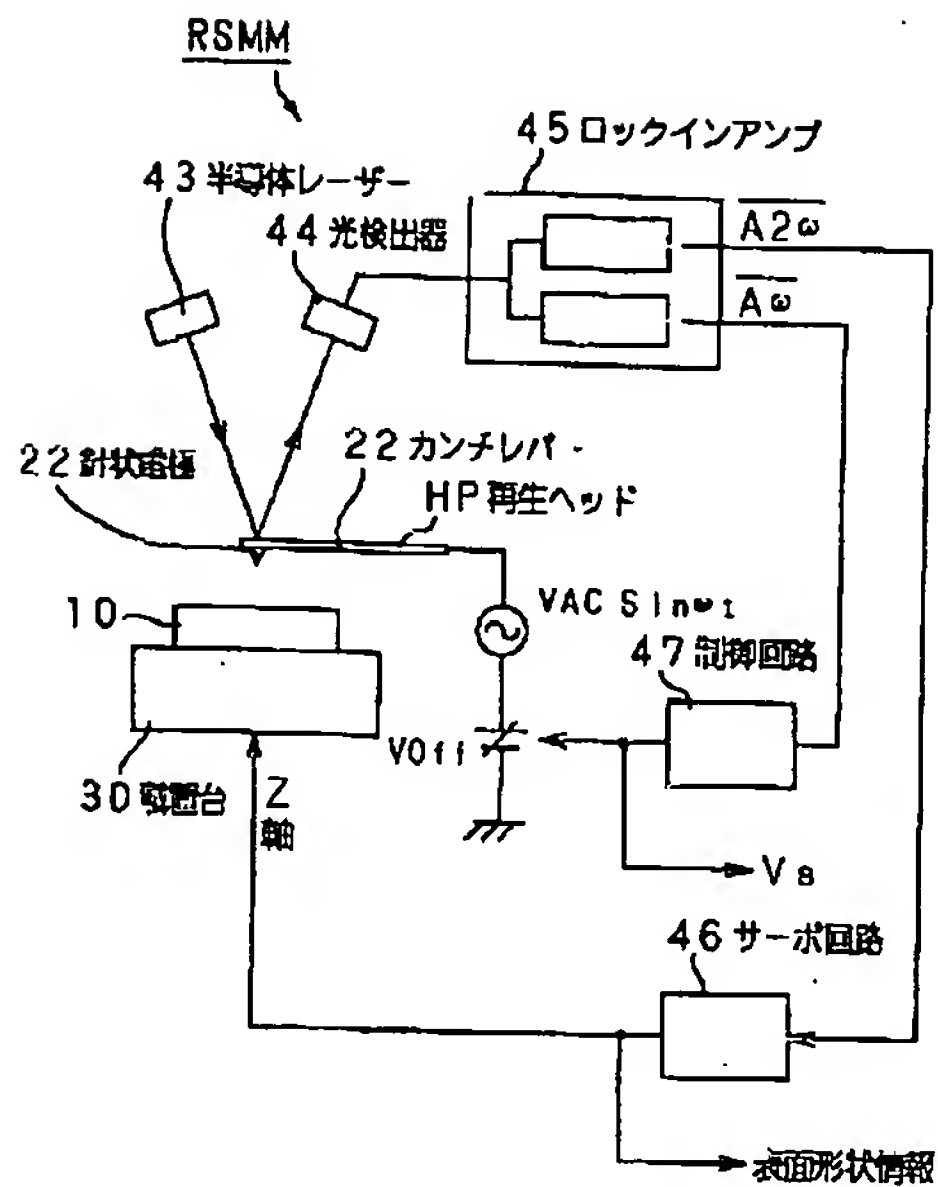 RSMM
45ロックインアンプ
43半導体レーザー
44光検出器
A2ω
Aω
22針状電極
22カンチレバー
HP再生ヘッド
10
VAC Sinωt
47制御回路
VOff
30載置台
Z
軸
Vs
46サーボ回路
表面形状情報